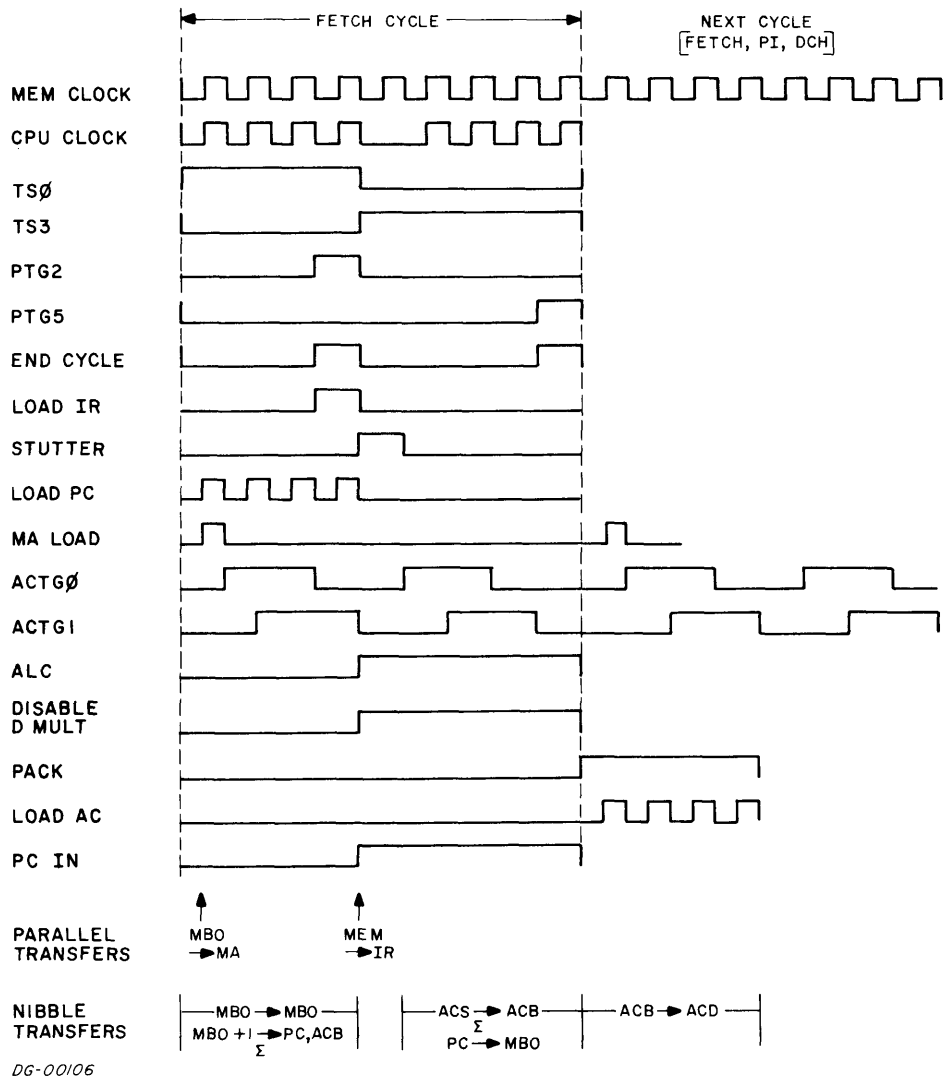 FETCH CYCLE
NEXT CYCLE
[FETCH, PI, DCH]
MEM CLOCK
CPU CLOCK
TSØ
TS3
PTG2
PTG5
END CYCLE
LOAD IR
STUTTER
LOAD PC
MA LOAD
ACTGØ
ACTG1
ALC
DISABLE
D MULT
PACK
LOAD AC
PC IN
PARALLEL
TRANSFERS
MBO
→MA
MEM
→IR
NIBBLE
TRANSFERS
MBO → MBO
MBO +1 → PC, ACB
Σ
ACS → ACB
Σ
PC → MBO
ACB → ACD
DG-00106